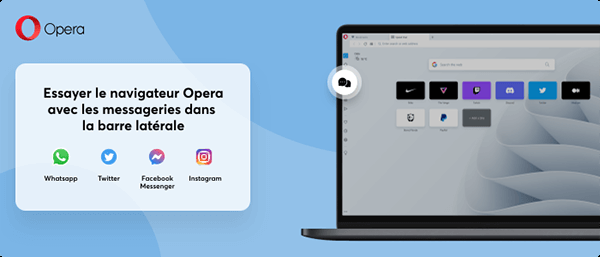 Opera
Essayer le navigateur Opera
avec les messageries dans
la barre latérale
Whatsapp
Twitter
Facebook
Messenger
Instagram